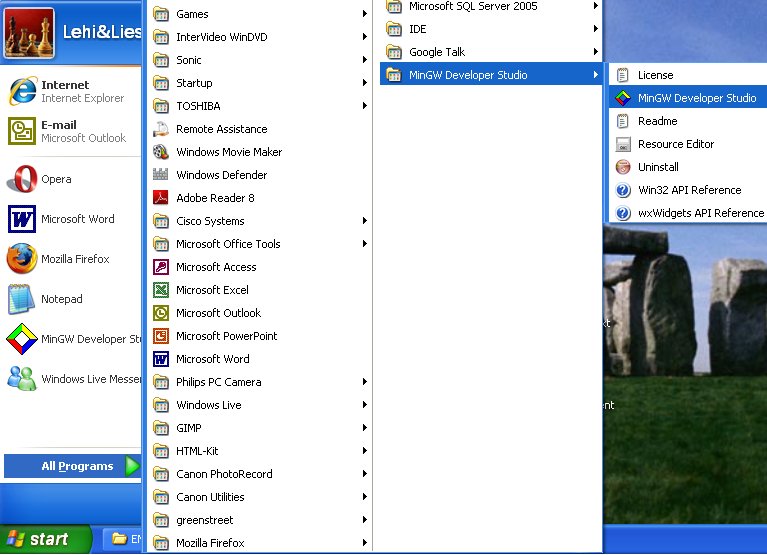 Lehi&Lies
Internet
Internet Explorer
E-mail
Microsoft Outlook
Opera
Microsoft Word
Mozilla Firefox
Notepad
MinGW Developer Stu
Windows Live Messen
All Programs
start
Games
InterVideo WinDVD
Sonic
Startup
TOSHIBA
Remote Assistance
Windows Movie Maker
Windows Defender
Adobe Reader 8
Cisco Systems
Microsoft Office Tools
Microsoft Access
Microsoft Excel
Microsoft Outlook
Microsoft PowerPoint
Microsoft Word
Philips PC Camera
Windows Live
GIMP
HTML-Kit
Canon PhotoRecord
Canon Utilities
greenstreet
Mozilla Firefox
Microsoft SQL Server 2005
IDE
Google Talk
MinGW Developer Studio
License
MinGW Developer Studio
Readme
Resource Editor
Uninstall
Win32 API Reference
wxWidgets API Reference